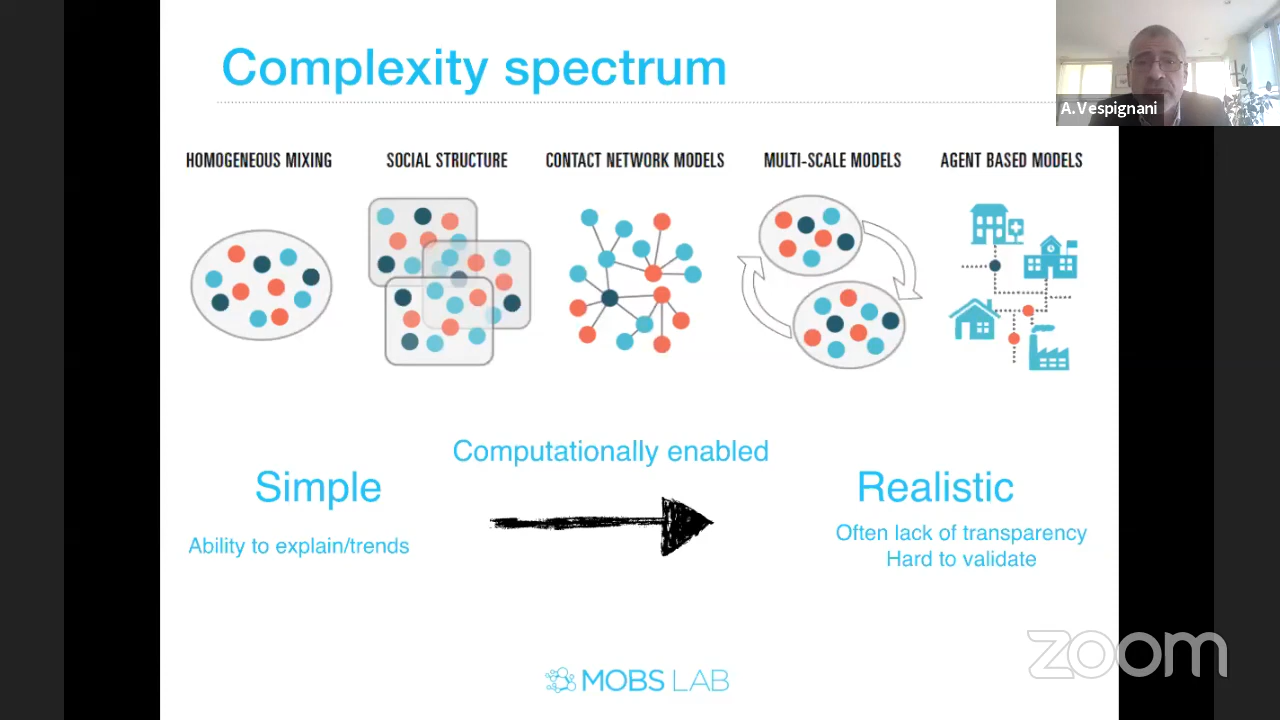 Complexity spectrum
A.Vespignani
HOMOGENEOUS MIXING
SOCIAL STRUCTURE
CONTACT NETWORK MODELS
MULTI-SCALE MODELS
AGENT BASED MODELS
Computationally enabled
Simple
Realistic
Ability to explain/trends
Often lack of transparency
Hard to validate
MOBS LAB
zoom